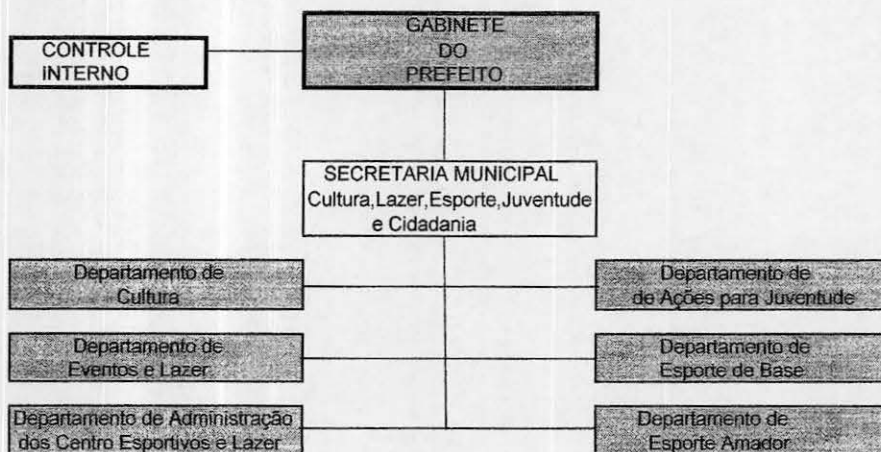 GABINETE
DO
PREFEITO
CONTROLE
INTERNO
SECRETARIA MUNICIPAL
Cultura,Lazer,Esporte,Juventude
e Cidadania
Departamento de
Cultura
Departamento de
de Ações para Juventude
Departamento de
Eventos e Lazer
Departamento de
Esporte de Base
Departamento de Administração
dos Centro Esportivos e Lazer
Departamento de
Esporte Amador